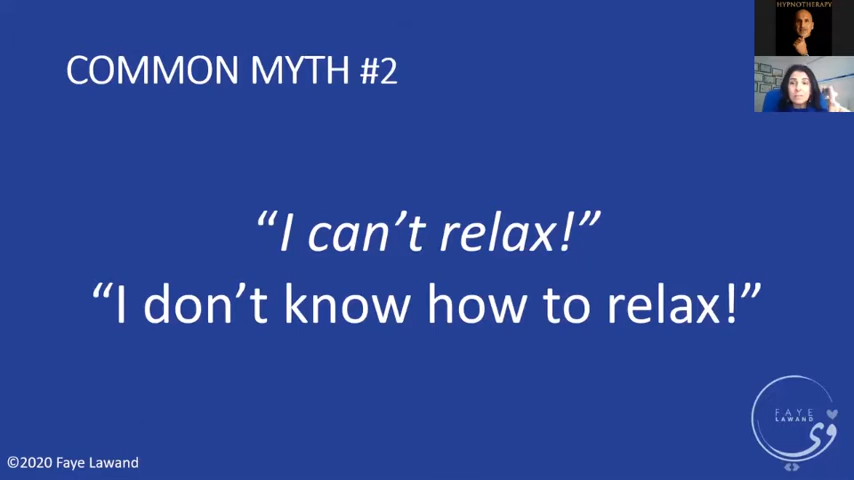 HYPNOTHERAPY
COMMON MYTH #2
“I can’t relax!”
“I don’t know how to relax!”
FAYE
LAWAND
©2020 Faye Lawand